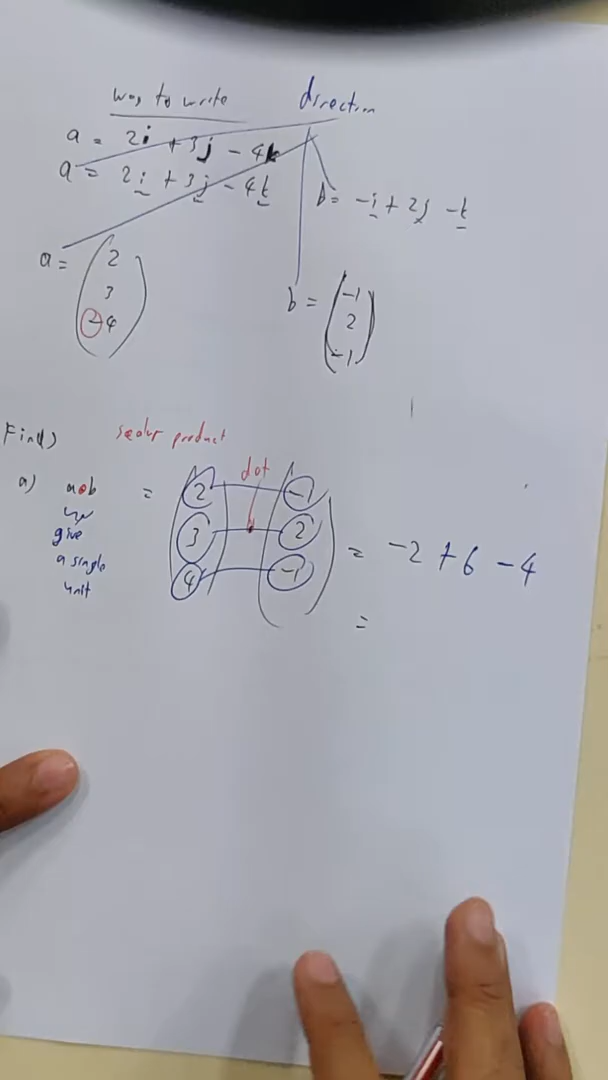 way to write direction
a = 2i + 3j - 4k
a = 2i + 3j - 4k
b = -i + 2j - k
a = (2 3 -4)
b = (-1 2 -1)
Find)
scalar product
a) a•b = (2 3 4) dot (-1 2 -1) = -2 + 6 - 4
give
a single
unit
=